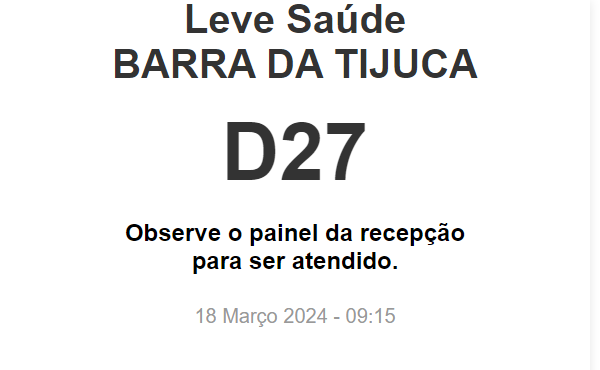 Leve Saúde
BARRA DA TIJUCA
D27
Observe o painel da recepção
para ser atendido.
18 Março 2024 - 09:15